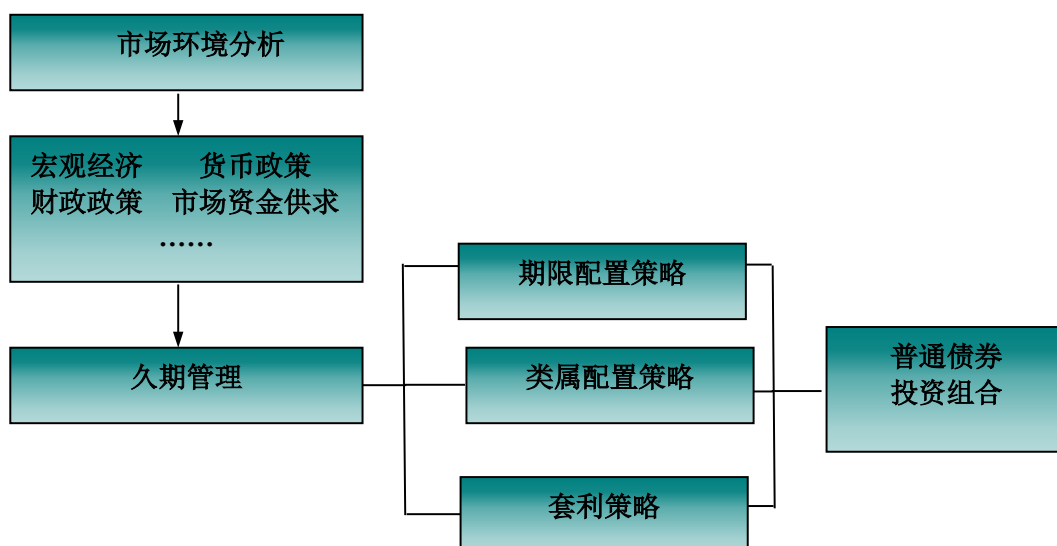 市场环境分析
宏观经济 货币政策
财政政策 市场资金供求
……
久期管理
期限配置策略
类属配置策略
套利策略
普通债券
投资组合